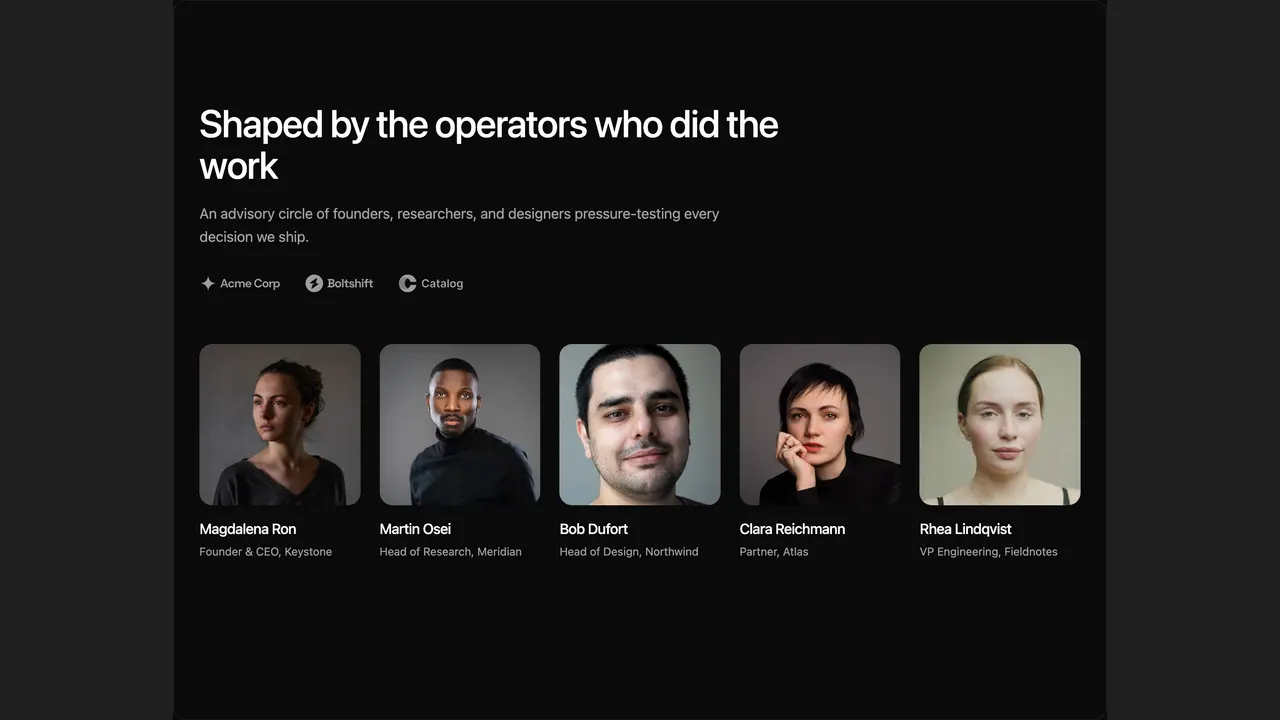 Shaped by the operators who did the
work
An advisory circle of founders, researchers, and designers pressure-testing every
decision we ship.
Acme Corp
Boltshift
Catalog
Magdalena Ron
Founder & CEO, Keystone
Martin Osei
Head of Research, Meridian
Bob Dufort
Head of Design, Northwind
Clara Reichmann
Partner, Atlas
Rhea Lindqvist
VP Engineering, Fieldnotes